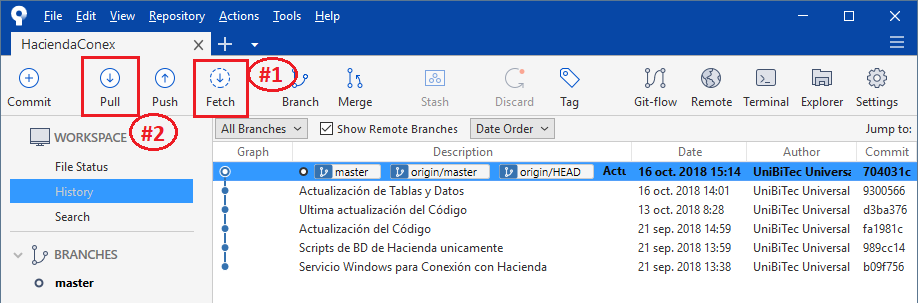 File Edit View Repository Actions Tools Help
HaciendaConex
#1
Commit Pull Push Fetch Branch Merge Stash Discard Tag Git-flow Remote Terminal Explorer Settings
#2
All Branches Show Remote Branches Date Order Jump to:
WORKSPACE
File Status
History
Search
BRANCHES
master
Graph Description Date Author Commit
master origin/master origin/HEAD 16 oct. 2018 15:14 UniBiTec Universal 704031c
Actualización de Tablas y Datos 16 oct. 2018 14:01 UniBiTec Universal 9300566
Ultima actualización del Código 13 oct. 2018 8:28 UniBiTec Universal d3ba376
Actualización del Código 21 sep. 2018 14:59 UniBiTec Universal fa1981c
Scripts de BD de Hacienda unicamente 21 sep. 2018 13:59 UniBiTec Universal 989cc14
Servicio Windows para Conexión con Hacienda 21 sep. 2018 13:38 UniBiTec Universal b09f756